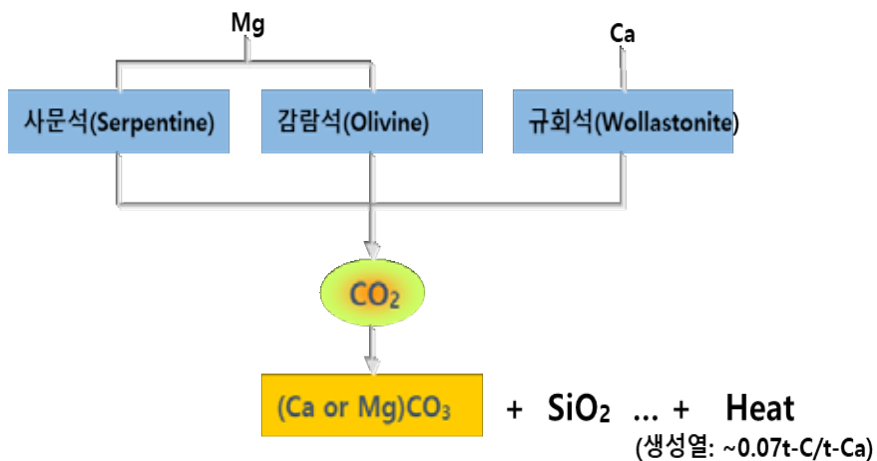 Mg
Ca
사문석(Serpentine)
감람석(Olivine)
규회석(Wollastonite)
CO₂
(Ca or Mg)CO₃ + SiO₂ ... + Heat
(생성열: ~0.07t-C/t-Ca)